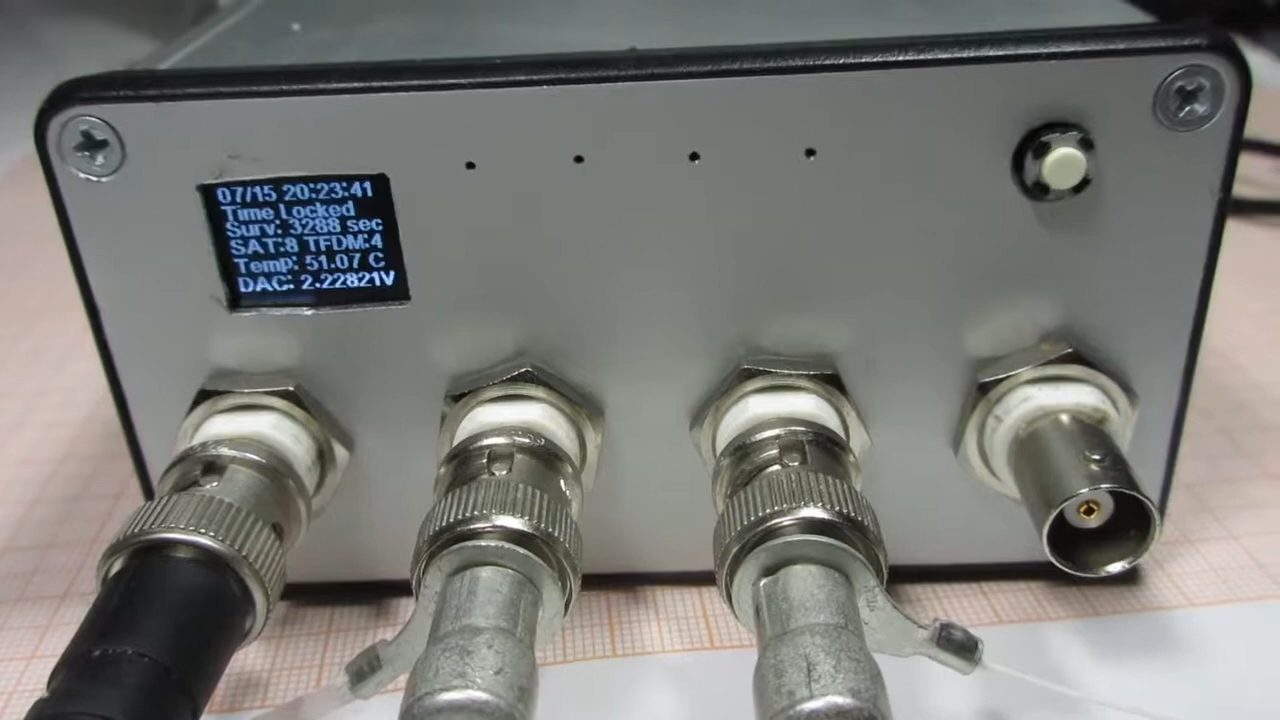 07/15 20:23:41
Time Locked
Surv: 3288 sec
SAT:8 TFDM:4
Temp: 51.07 C
DAC: 2.22821V